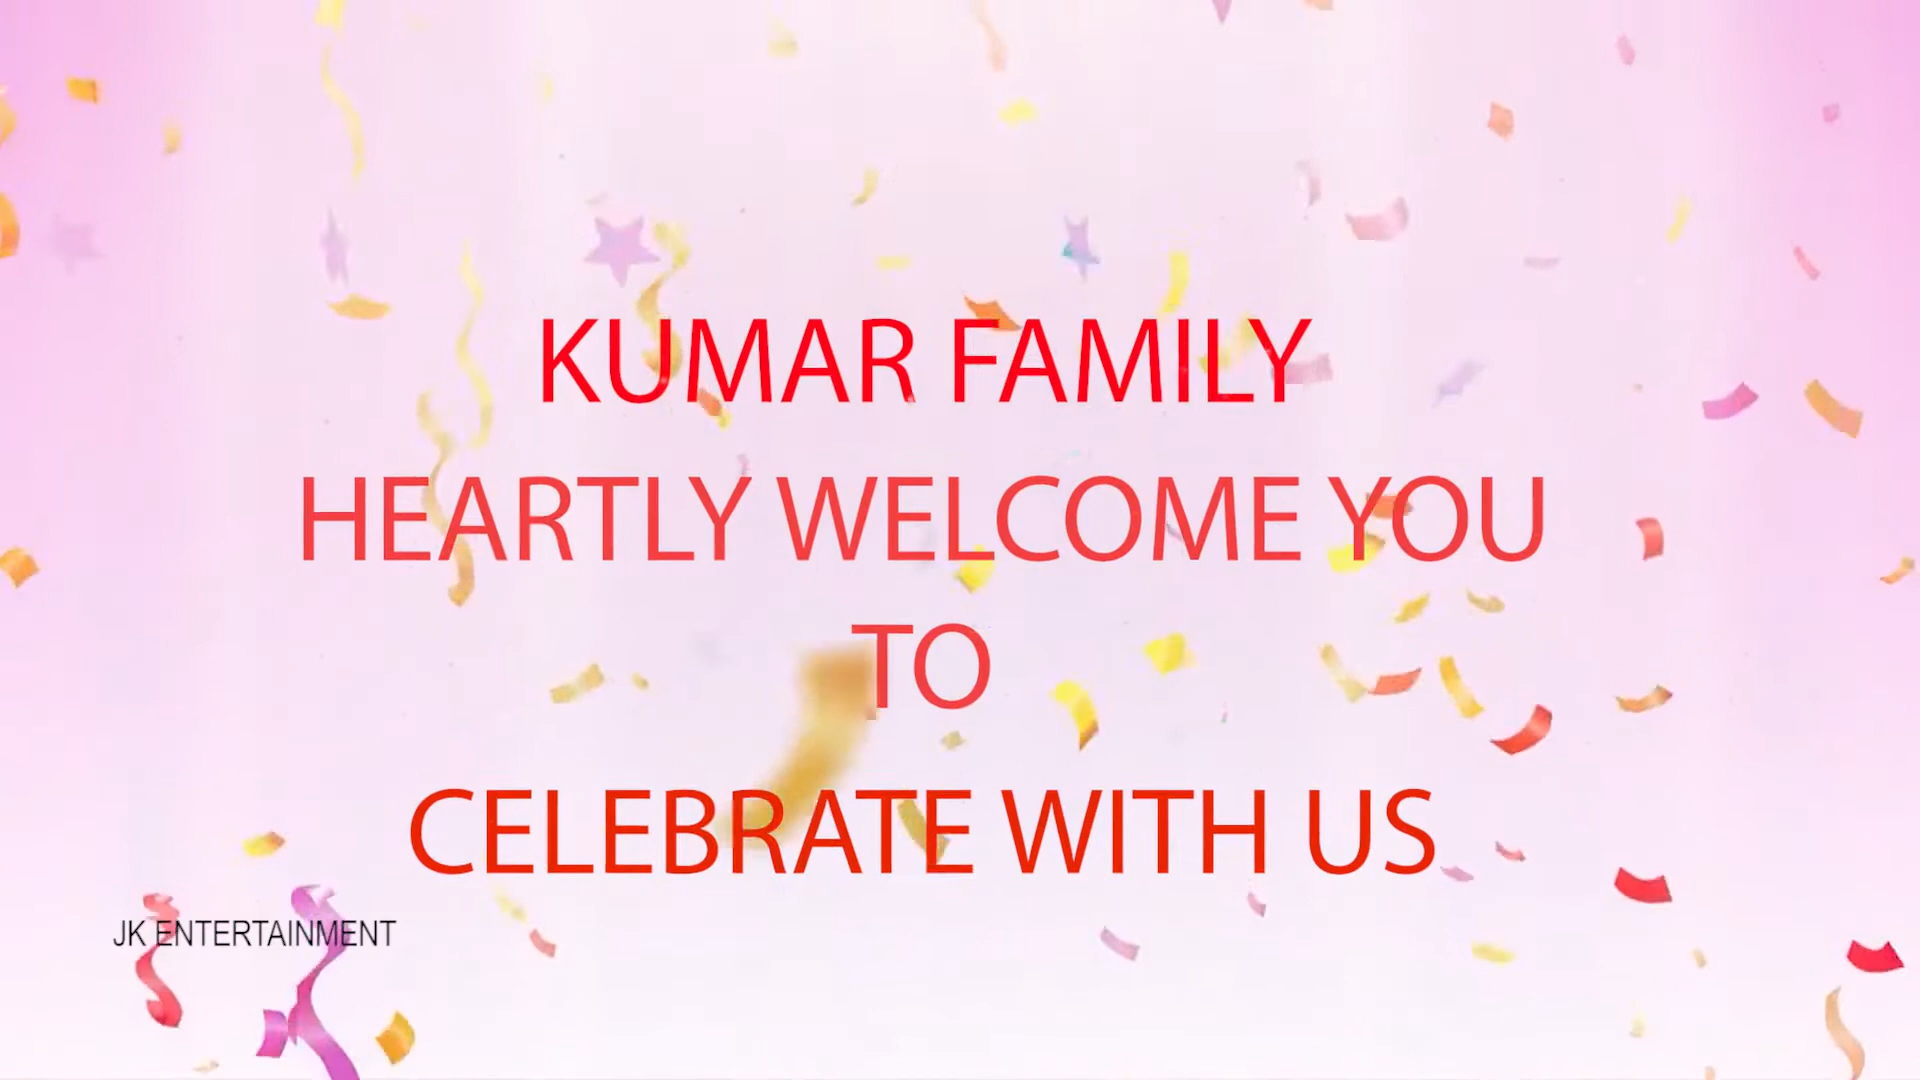 KUMAR FAMILY
HEARTLY WELCOME YOU
TO
CELEBRATE WITH US
JK ENTERTAINMENT